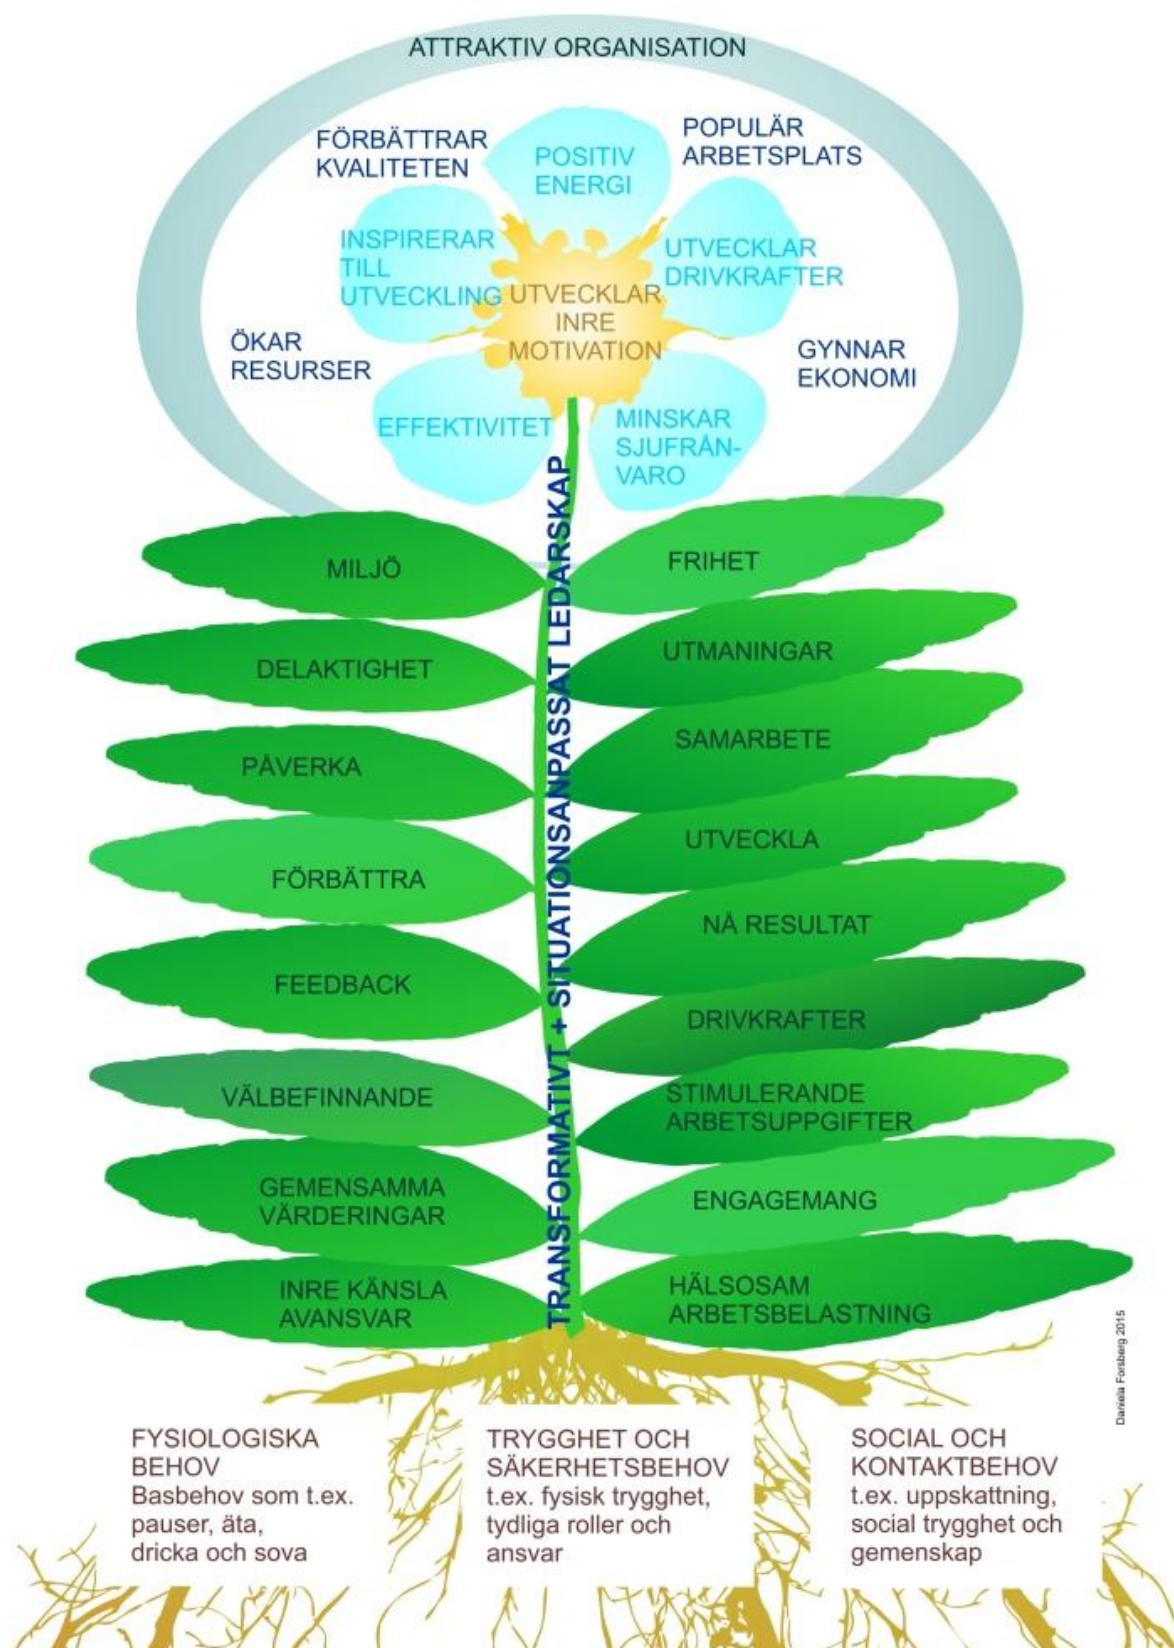 ATTRAKTIV ORGANISATION
FÖRBÄTTRAR
KVALITETEN
POSITIV
ENERGI
POPULÄR
ARBETSPLATS
INSPIRERAR
TILL
UTVECKLING
UTVECKLAR
DRIVKRAFTER
UTVECKLAR
INRE
MOTIVATION
ÖKAR
RESURSER
GYNNAR
EKONOMI
EFFEKTIVITET
MINSKAR
SJUFRÅN-
VARO
TRANSFORMATIVT + SITUATIONSANPASSAT LEDARSKAP
MILJÖ
FRIHET
DELAKTIGHET
UTMANINGAR
PÅVERKA
SAMARBETE
FÖRBÄTTRA
UTVECKLA
FEEDBACK
NÅ RESULTAT
VÄLBEFINNANDE
DRIVKRAFTER
STIMULERANDE
ARBETSUPPGIFTER
GEMENSAMMA
VÄRDERINGAR
ENGAGEMANG
INRE KÄNSLA
AVANSVAR
HÄLSOSAM
ARBETSBELASTNING
Daniela Forsberg 2015
FYSIOLOGISKA
BEHOV
Basbehov som t.ex.
pauser, äta,
dricka och sova
TRYGGHET OCH
SÄKERHETSBEHOV
t.ex. fysisk trygghet,
tydliga roller och
ansvar
SOCIAL OCH
KONTAKTBEHOV
t.ex. uppskattning,
social trygghet och
gemenskap